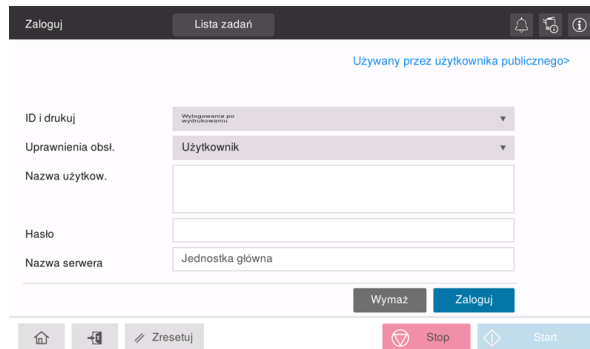 Zaloguj
Lista zadań
Używany przez użytkownika publicznego>
ID i drukuj
Wylogowanie po
wydrukowaniu
Uprawnienia obsł.
Użytkownik
Nazwa użytkow.
Hasło
Nazwa serwera
Jednostka główna
Wymaż
Zaloguj
Zresetuj
Stop
Start